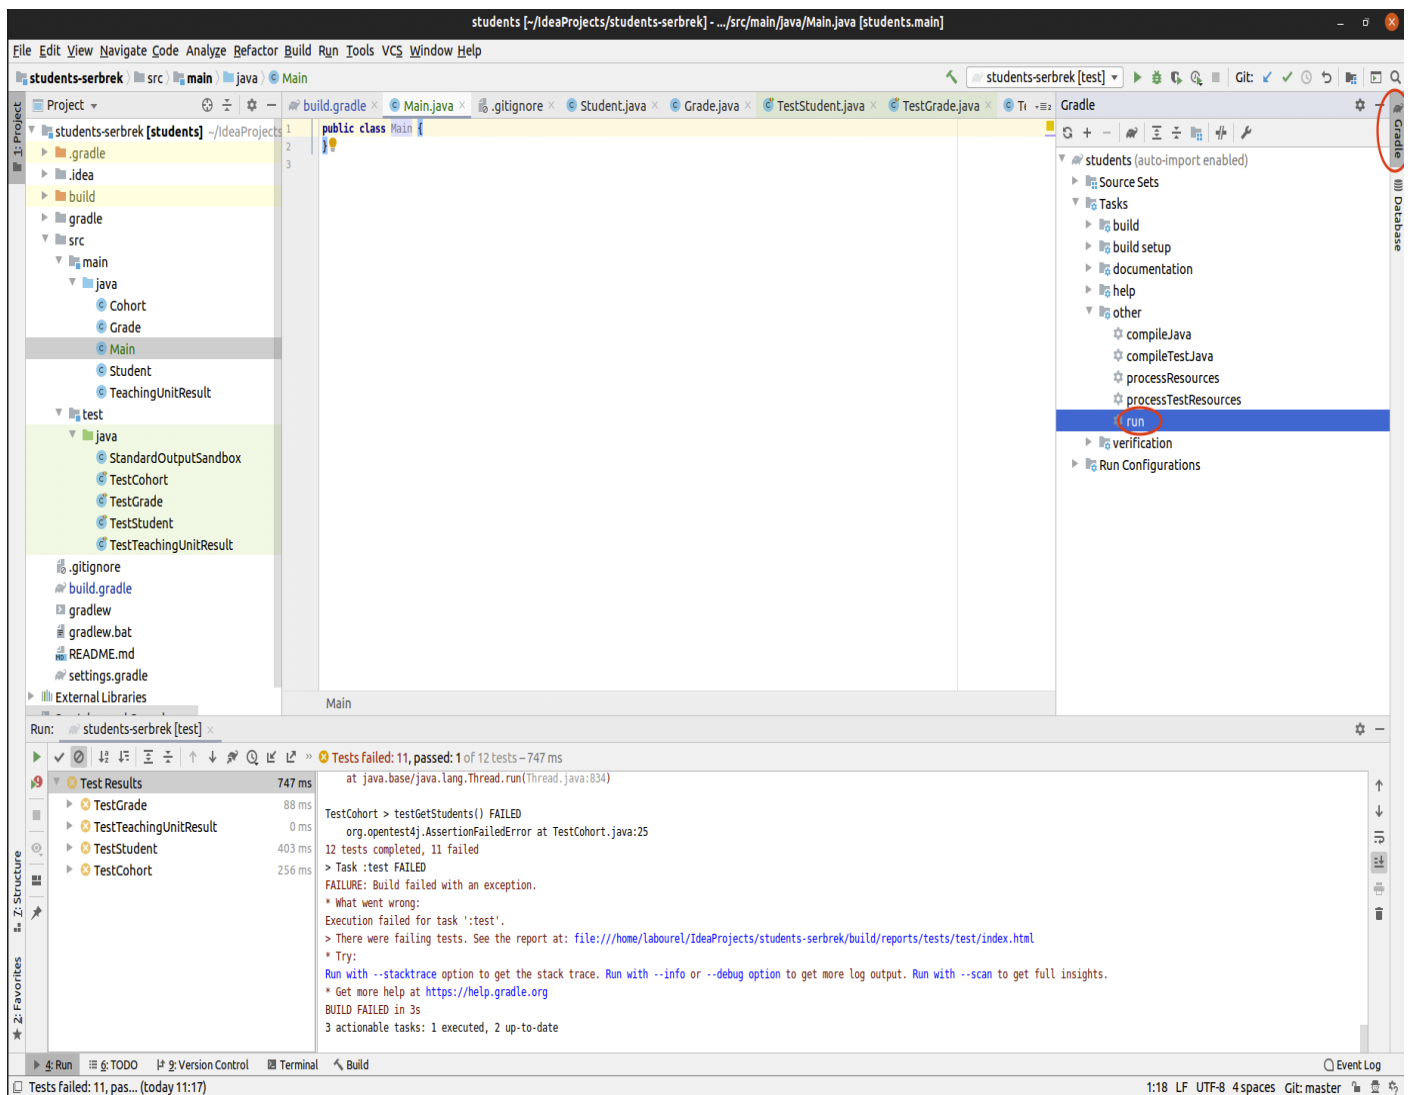 students [~/IdeaProjects/students-serbrek] - .../src/main/java/Main.java [students.main]
File Edit View Navigate Code Analyze Refactor Build Run Tools VCS Window Help
students-serbrek src main java Main
students-serbrek [test]
Git:
1: Project
Project
build.gradle
Main.java
.gitignore
Student.java
Grade.java
TestStudent.java
TestGrade.java
Gradle
Gradle
Database
students-serbrek [students] ~/IdeaProjects
.gradle
.idea
build
gradle
src
main
java
Cohort
Grade
Main
Student
TeachingUnitResult
test
java
StandardOutputSandbox
TestCohort
TestGrade
TestStudent
TestTeachingUnitResult
.gitignore
build.gradle
gradlew
gradlew.bat
README.md
settings.gradle
External Libraries
1 public class Main {
2 }
3
Main
students (auto-import enabled)
Source Sets
Tasks
build
build setup
documentation
help
other
compileJava
compileTestJava
processResources
processTestResources
run
verification
Run Configurations
Run: students-serbrek [test]
Tests failed: 11, passed: 1 of 12 tests – 747 ms
Test Results 747 ms
TestGrade 88 ms
TestTeachingUnitResult 0 ms
TestStudent 403 ms
TestCohort 256 ms
at java.base/java.lang.Thread.run(Thread.java:834)
TestCohort > testGetStudents() FAILED
org.opentest4j.AssertionFailedError at TestCohort.java:25
12 tests completed, 11 failed
> Task :test FAILED
FAILURE: Build failed with an exception.
* What went wrong:
Execution failed for task ':test'.
> There were failing tests. See the report at: file:///home/labourel/IdeaProjects/students-serbrek/build/reports/tests/test/index.html
* Try:
Run with --stacktrace option to get the stack trace. Run with --info or --debug option to get more log output. Run with --scan to get full insights.
* Get more help at https://help.gradle.org
BUILD FAILED in 3s
3 actionable tasks: 1 executed, 2 up-to-date
Z: Structure
2: Favorites
4: Run 6: TODO 9: Version Control Terminal Build Event Log
Tests failed: 11, pas... (today 11:17)
1:18 LF UTF-8 4 spaces Git: master